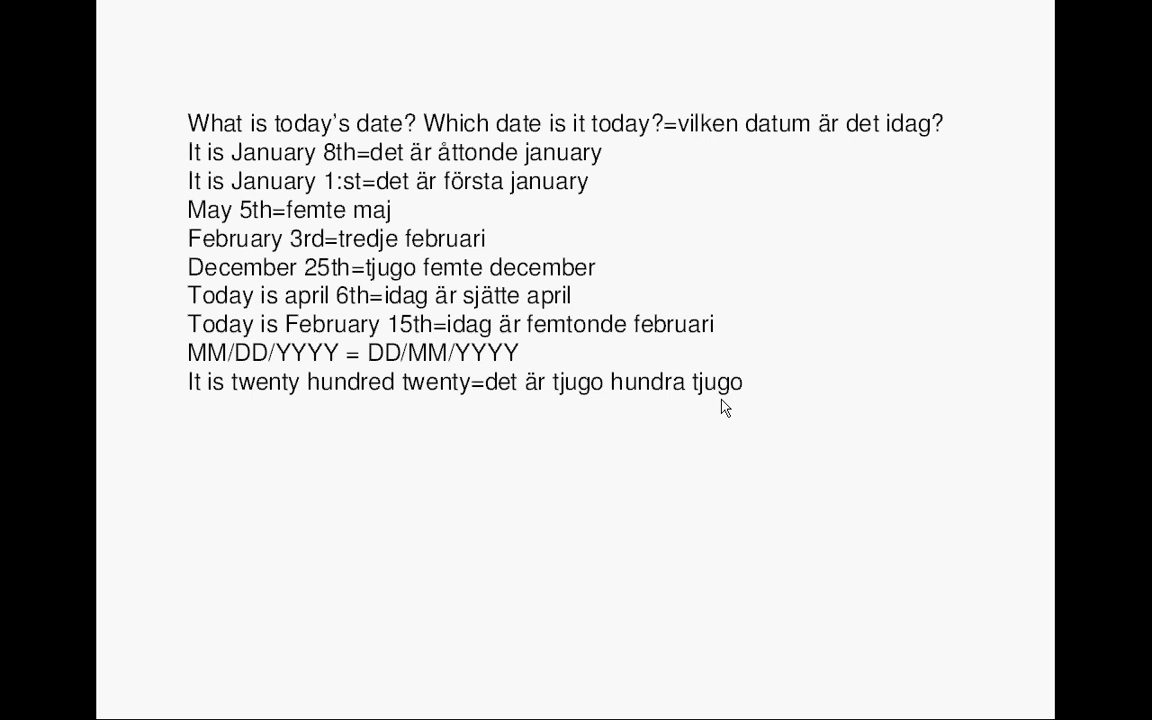 What is today's date? Which date is it today?=vilken datum är det idag?
It is January 8th=det är åttonde january
It is January 1:st=det är första january
May 5th=femte maj
February 3rd=tredje februari
December 25th=tjugo femte december
Today is april 6th=idag är sjätte april
Today is February 15th=idag är femtonde februari
MM/DD/YYYY = DD/MM/YYYY
It is twenty hundred twenty=det är tjugo hundra tjugo